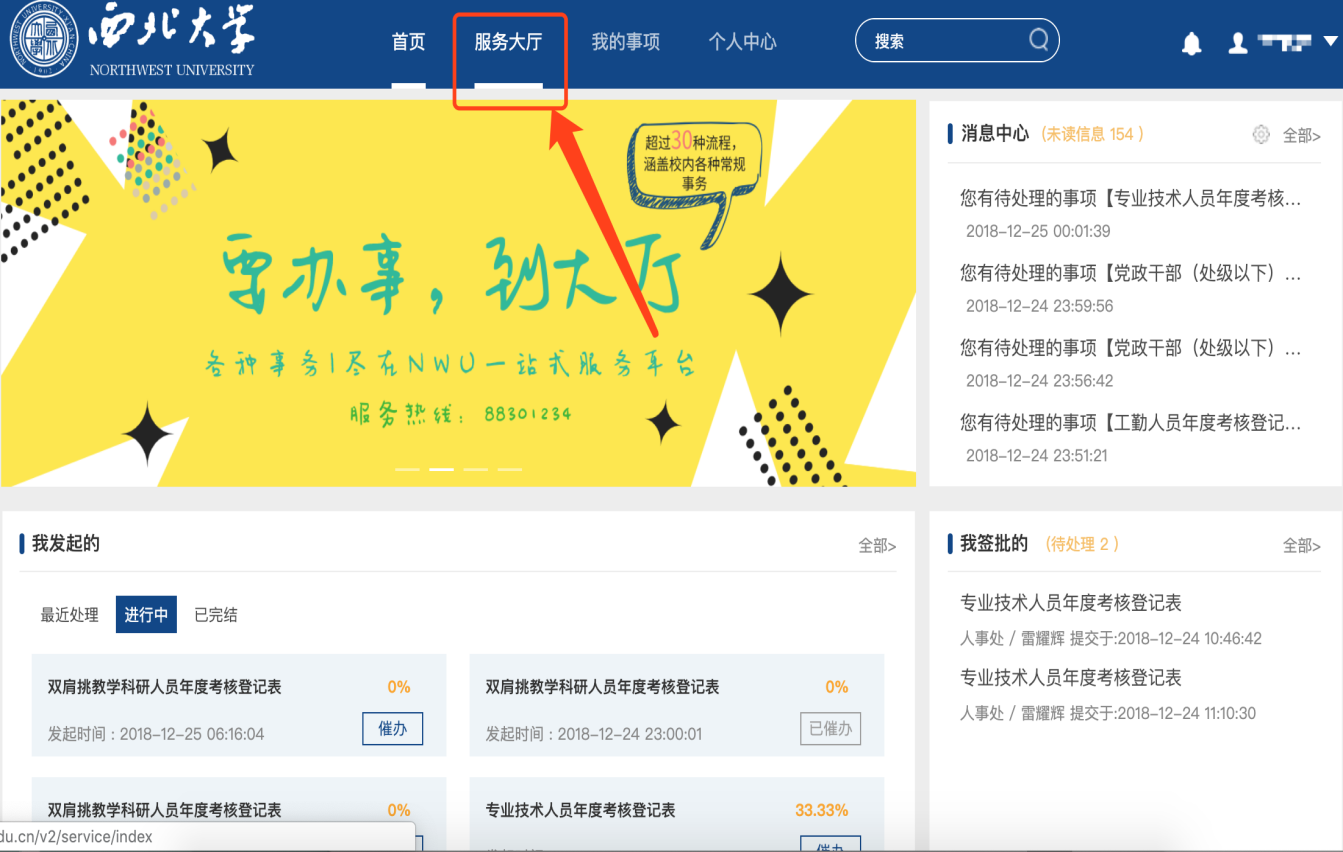 西北大学
NORTHWEST UNIVERSITY
首页
服务大厅
我的事项
个人中心
搜索
超过30种流程，
涵盖校内各种常规
事务
要办事，到大厅
各种事务|尽在NWU一站式服务平台
服务热线：88301234
消息中心 （未读信息 154 ） 全部>
您有待处理的事项【专业技术人员年度考核...
2018-12-25 00:01:39
您有待处理的事项【党政干部（处级以下）...
2018-12-24 23:59:56
您有待处理的事项【党政干部（处级以下）...
2018-12-24 23:56:42
您有待处理的事项【工勤人员年度考核登记...
2018-12-24 23:51:21
我发起的 全部>
最近处理 进行中 已完结
双肩挑教学科研人员年度考核登记表 0%
发起时间：2018-12-25 06:16:04 催办
双肩挑教学科研人员年度考核登记表 0%
发起时间：2018-12-24 23:00:01 已催办
双肩挑教学科研人员年度考核登记表 0%
专业技术人员年度考核登记表 33.33%
催办
du.cn/v2/service/index
我签批的 （待处理 2 ） 全部>
专业技术人员年度考核登记表
人事处 / 雷耀辉 提交于:2018-12-24 10:46:42
专业技术人员年度考核登记表
人事处 / 雷耀辉 提交于:2018-12-24 11:10:30